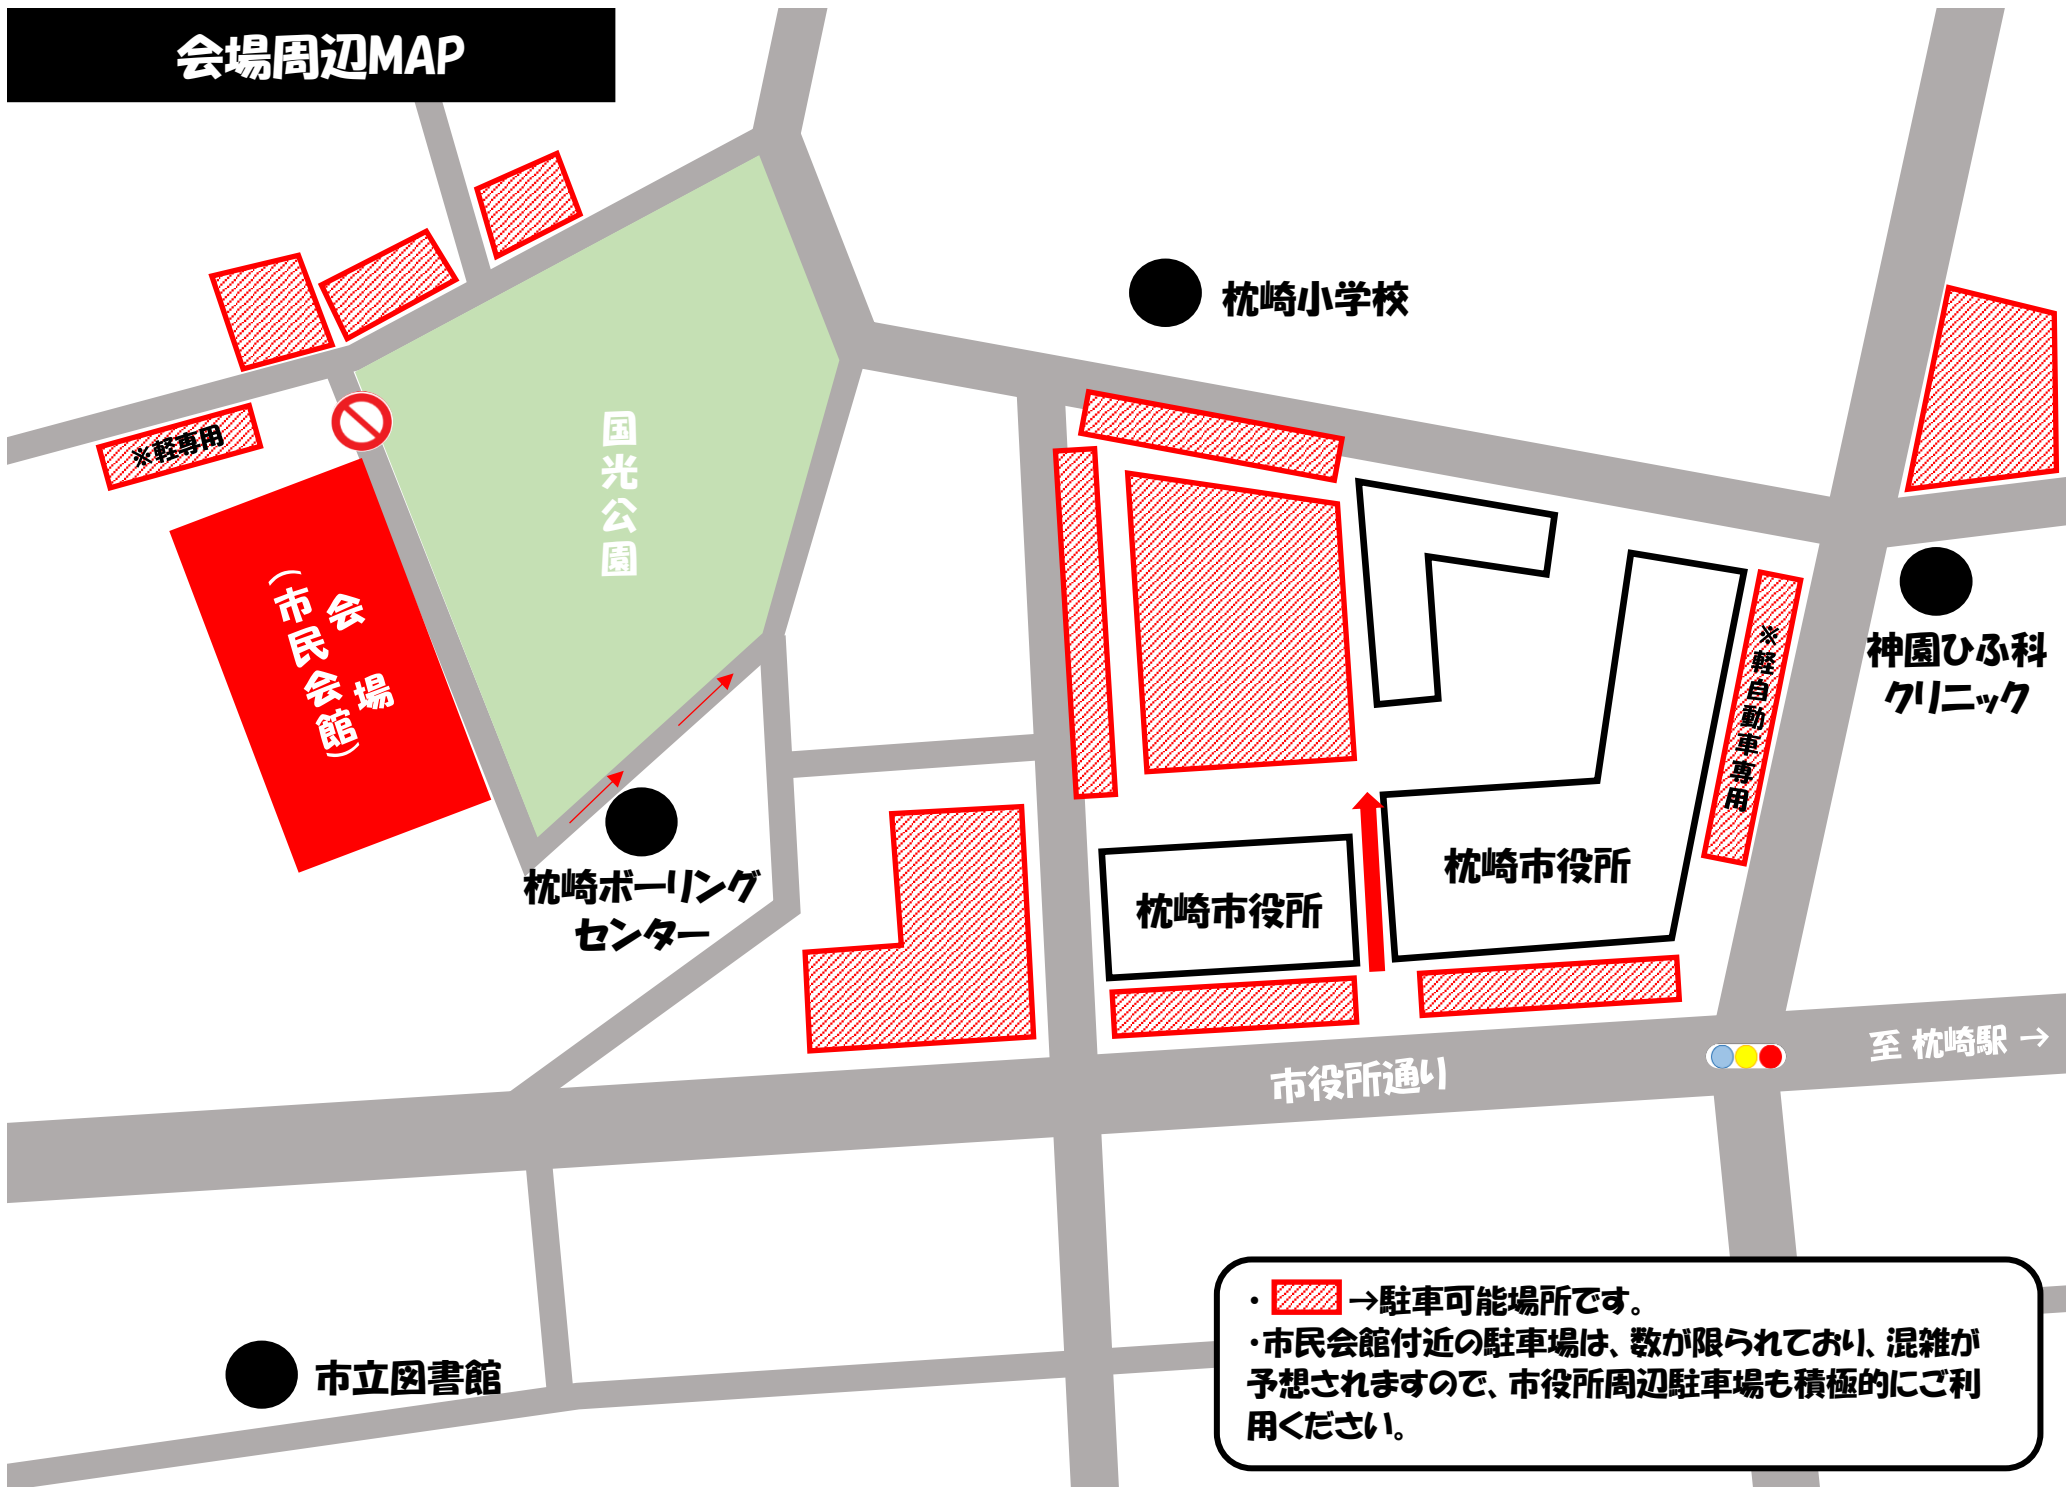 会場周辺MAP
枕崎小学校
※軽専用
国光公園
会場
（市民会館）
神園ひふ科
クリニック
※軽自動車専用
枕崎市役所
枕崎市役所
枕崎ボーリング
センター
至 枕崎駅 →
市役所通り
市立図書館
・ →駐車可能場所です。
・市民会館付近の駐車場は、数が限られており、混雑が
予想されますので、市役所周辺駐車場も積極的にご利
用ください。